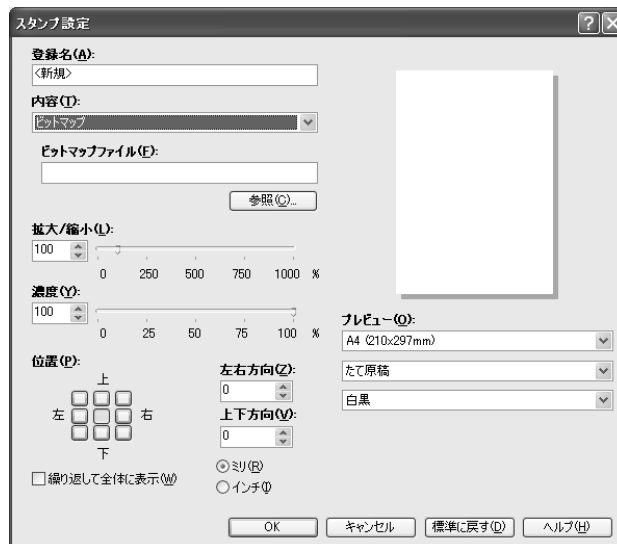 スタンプ設定
登録名(A):
<新規>
内容(T):
ビットマップ
ビットマップファイル(F):
参照(C)...
拡大/縮小(L):
100
0 250 500 750 1000 %
濃度(Y):
100
0 25 50 75 100 %
プレビュー(O):
A4 (210x297mm)
たて原稿
白黒
位置(P):
上
左 右
下
左右方向(Z):
0
上下方向(V):
0
繰り返して全体に表示(W)
ミリ(R)
インチ(I)
OK キャンセル 標準に戻す(D) ヘルプ(H)